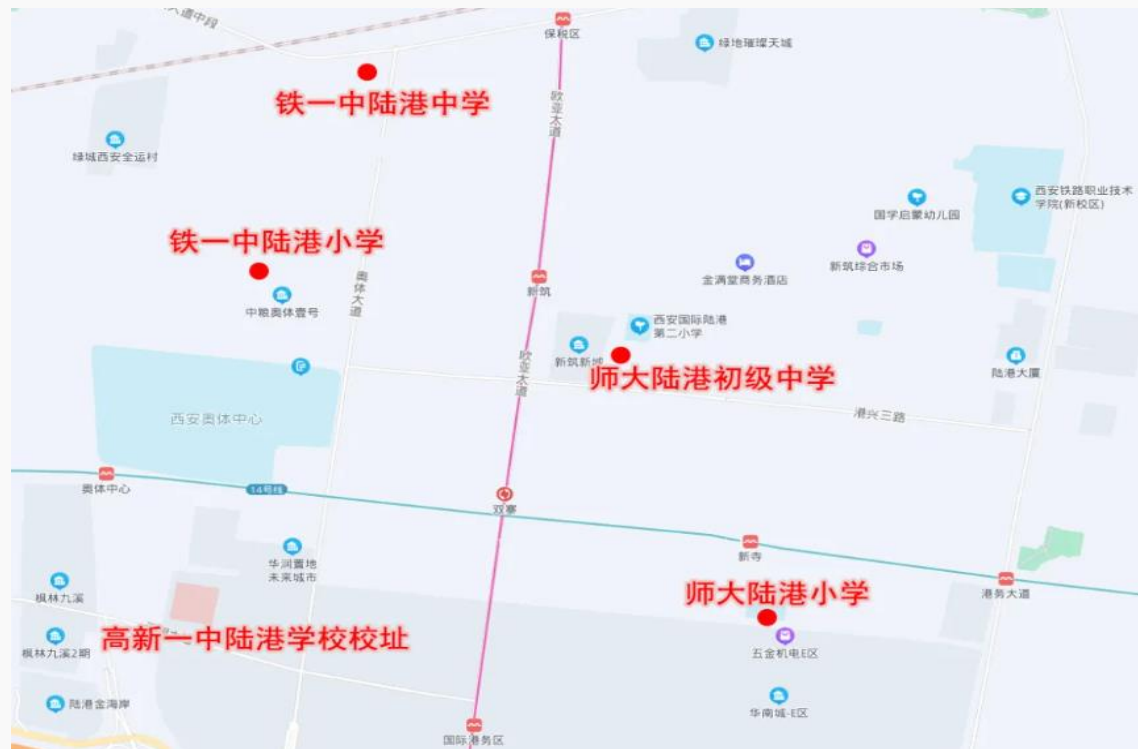 大道中段
保税区
绿地璀璨天城
铁一中陆港中学
欧亚大道
绿城西安全运村
西安铁路职业技术
学院(新校区)
国学启蒙幼儿园
铁一中陆港小学
新筑综合市场
金满堂商务酒店
新筑
奥体大道
中粮奥体壹号
西安国际陆港
第二小学
新筑新城
欧亚大道
陆港大厦
师大陆港初级中学
港兴三路
西安奥体中心
奥体中心
14号线
双寨
新寺
华润置地
未来城市
港务大道
枫林九溪
师大陆港小学
高新一中陆港学校校址
枫林九溪2期
五金机电E区
陆港金海岸
华南城-E区
国际港务区